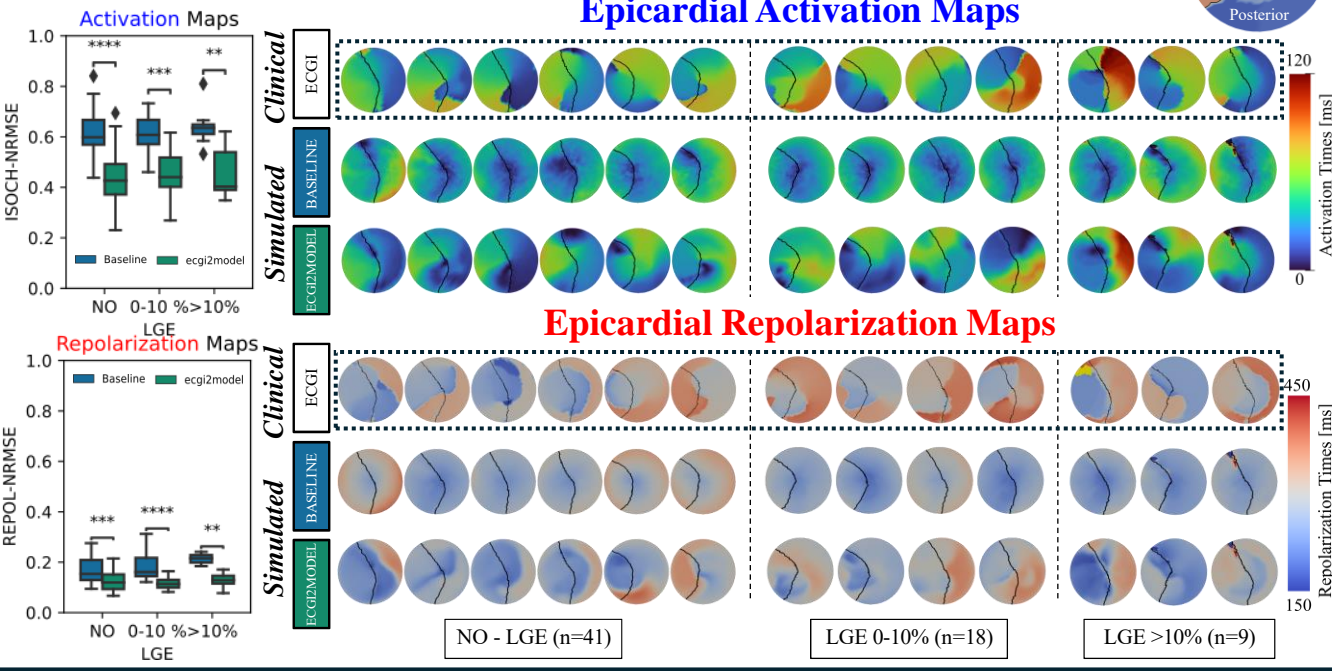 Activation Maps
Epicardial Activation Maps
Posterior
ISOCH-NRMSE
1.0
0.8
0.6
0.4
0.2
0.0
****
***
**
Baseline
ecgi2model
NO 0-10 % >10%
LGE
Clinical
ECGI
Simulated
BASELINE
ECGI2MODEL
120
Activation Times [ms]
0
Repolarization Maps
Epicardial Repolarization Maps
REPOL-NRMSE
1.0
0.8
0.6
0.4
0.2
0.0
Baseline
ecgi2model
***
****
**
NO 0-10 % >10%
LGE
Clinical
ECGI
Simulated
BASELINE
ECGI2MODEL
450
Repolarization Times [ms]
150
NO - LGE (n=41)
LGE 0-10% (n=18)
LGE >10% (n=9)